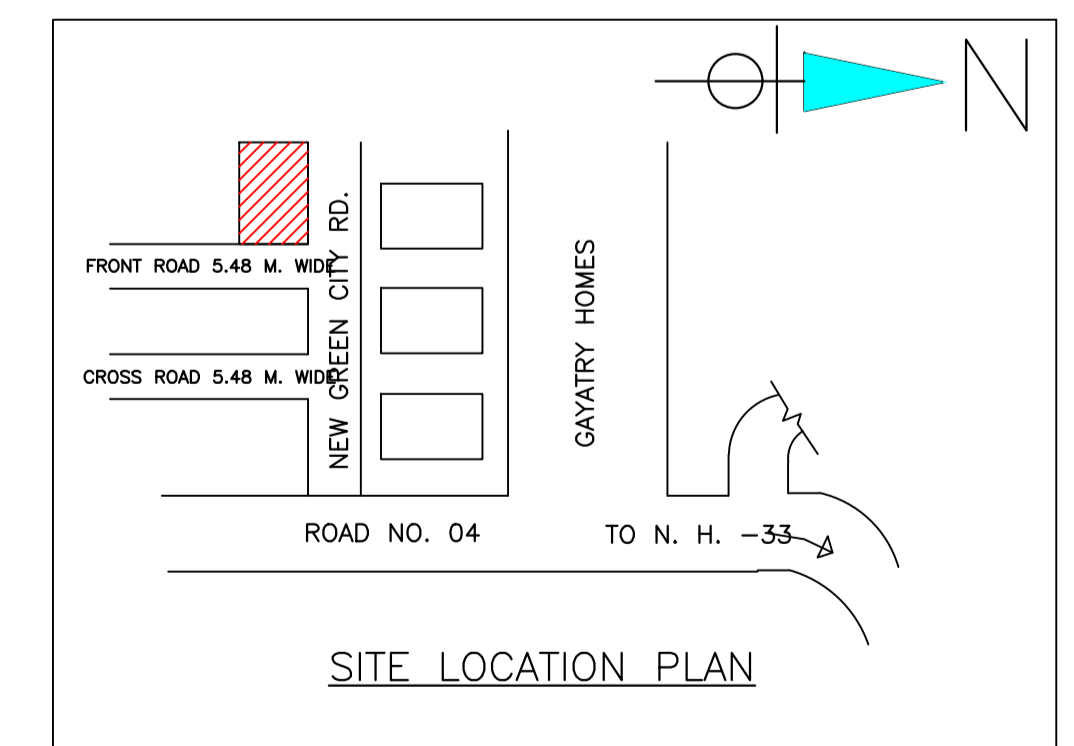 N
FRONT ROAD 5.48 M. WIDE
NEW GREEN CITY RD.
GAYATRY HOMES
CROSS ROAD 5.48 M. WIDE
ROAD NO. 04
TO N. H. -33
SITE LOCATION PLAN